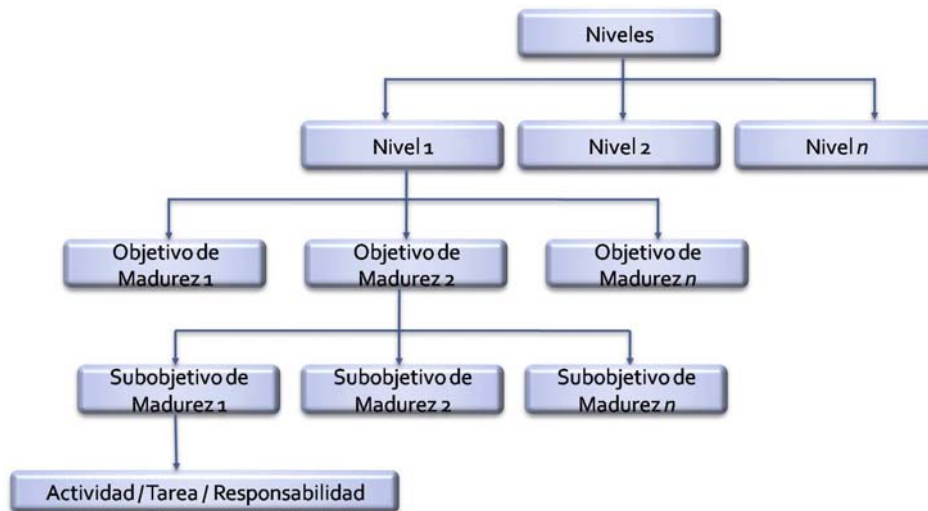 Niveles
Nivel 1
Nivel 2
Nivel n
Objetivo de
Madurez 1
Objetivo de
Madurez 2
Objetivo de
Madurez n
Subobjetivo de
Madurez 1
Subobjetivo de
Madurez 2
Subobjetivo de
Madurez n
Actividad / Tarea / Responsabilidad